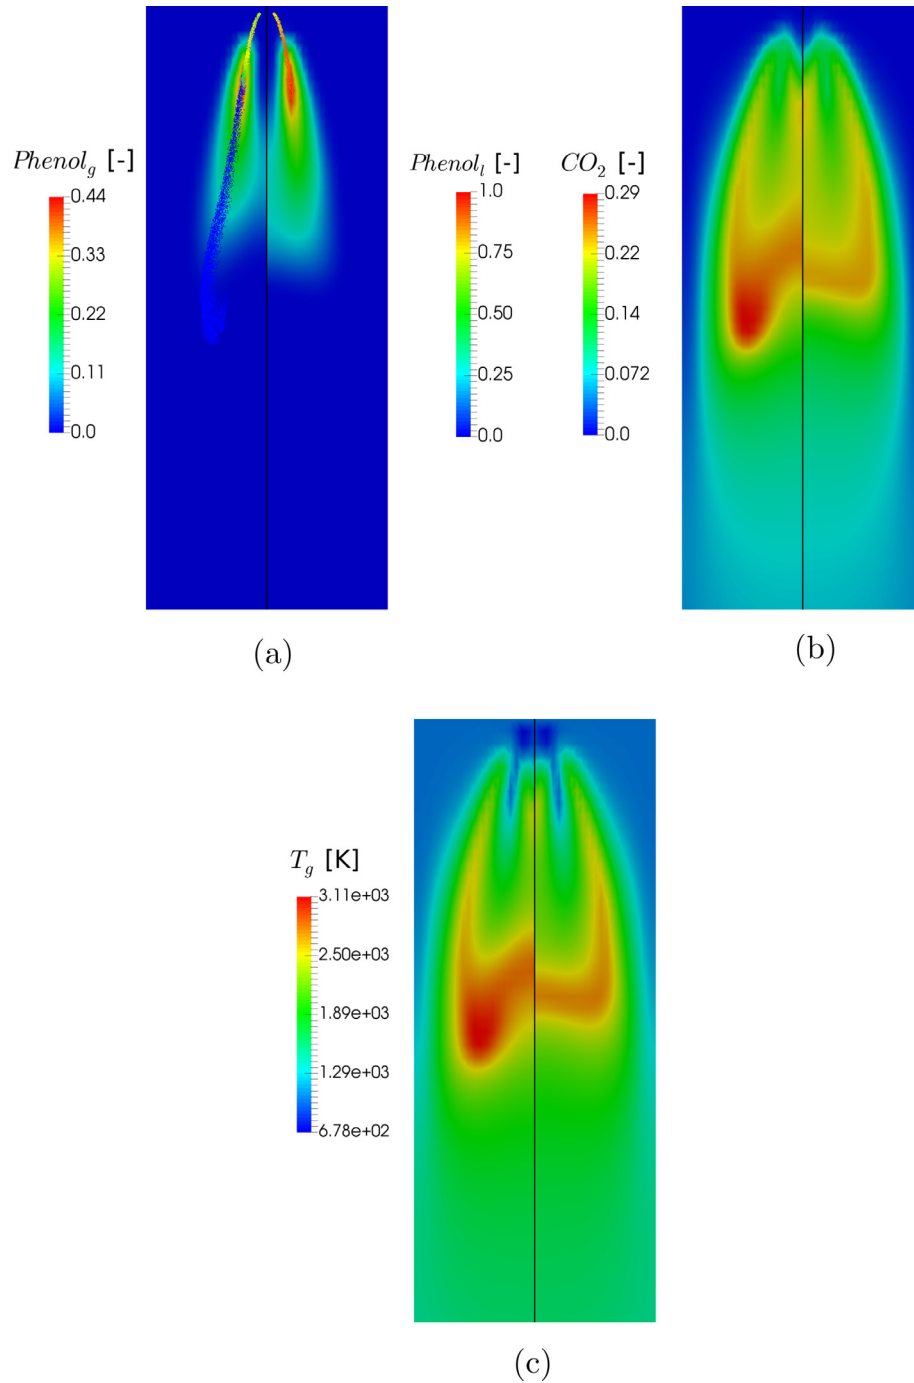 Phenol_g [-]
0.44
0.33
0.22
0.11
0.0
Phenol_l [-]
1.0
0.75
0.50
0.25
0.0
CO_2 [-]
0.29
0.22
0.14
0.072
0.0
(a)
(b)
T_g [K]
3.11e+03
2.50e+03
1.89e+03
1.29e+03
6.78e+02
(c)